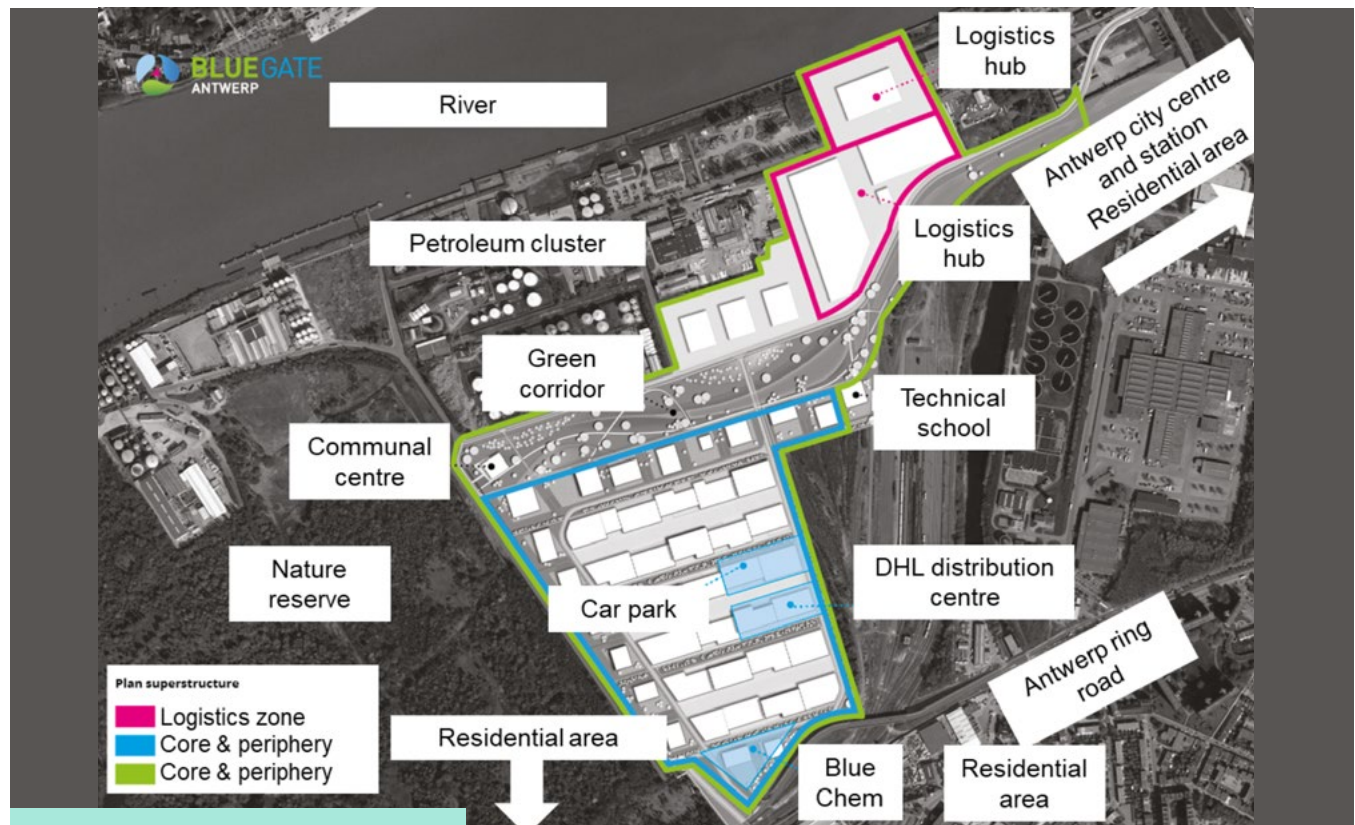 BLUEGATE
ANTWERP
River
Logistics
hub
Antwerp city centre
and station
Residential area
Petroleum cluster
Logistics
hub
Green
corridor
Technical
school
Communal
centre
Nature
reserve
Car park
DHL distribution
centre
Antwerp ring
road
Plan superstructure
Logistics zone
Core & periphery
Core & periphery
Residential area
Blue
Chem
Residential
area